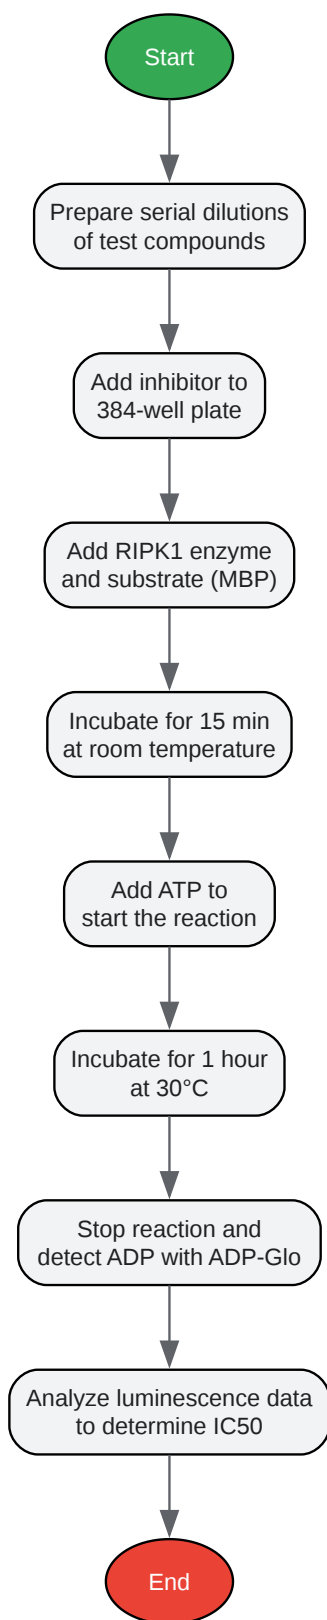 Start
Prepare serial dilutions
of test compounds
Add inhibitor to
384-well plate
Add RIPK1 enzyme
and substrate (MBP)
Incubate for 15 min
at room temperature
Add ATP to
start the reaction
Incubate for 1 hour
at 30°C
Stop reaction and
detect ADP with ADP-Glo
Analyze luminescence data
to determine IC50
End